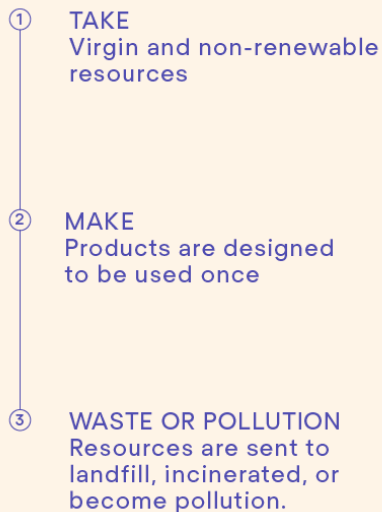 1 TAKE
Virgin and non-renewable
resources
2 MAKE
Products are designed
to be used once
3 WASTE OR POLLUTION
Resources are sent to
landfill, incinerated, or
become pollution.